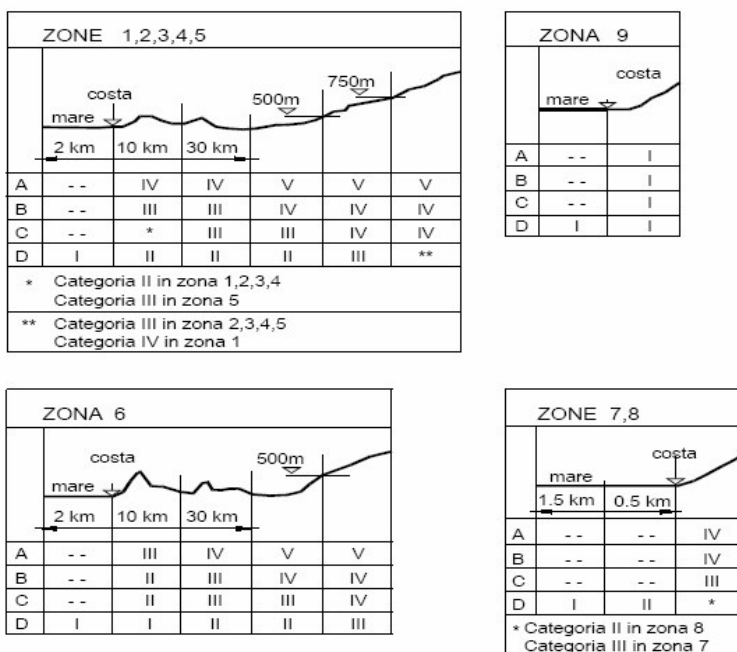 ZONE 1,2,3,4,5
costa
mare
500m
750m
2 km 10 km 30 km
A -- IV IV V V V
B -- III III IV IV IV
C -- * III III IV IV
D I II II II III **
* Categoria II in zona 1,2,3,4
Categoria III in zona 5
** Categoria III in zona 2,3,4,5
Categoria IV in zona 1
ZONA 9
costa
mare
A -- I
B -- I
C -- I
D I I
ZONA 6
costa
500m
mare
2 km 10 km 30 km
A -- III IV V V
B -- II III IV IV
C -- II III III IV
D I I II II III
ZONE 7,8
costa
mare
1.5 km 0.5 km
A -- -- IV
B -- -- IV
C -- -- III
D I II *
* Categoria II in zona 8
Categoria III in zona 7